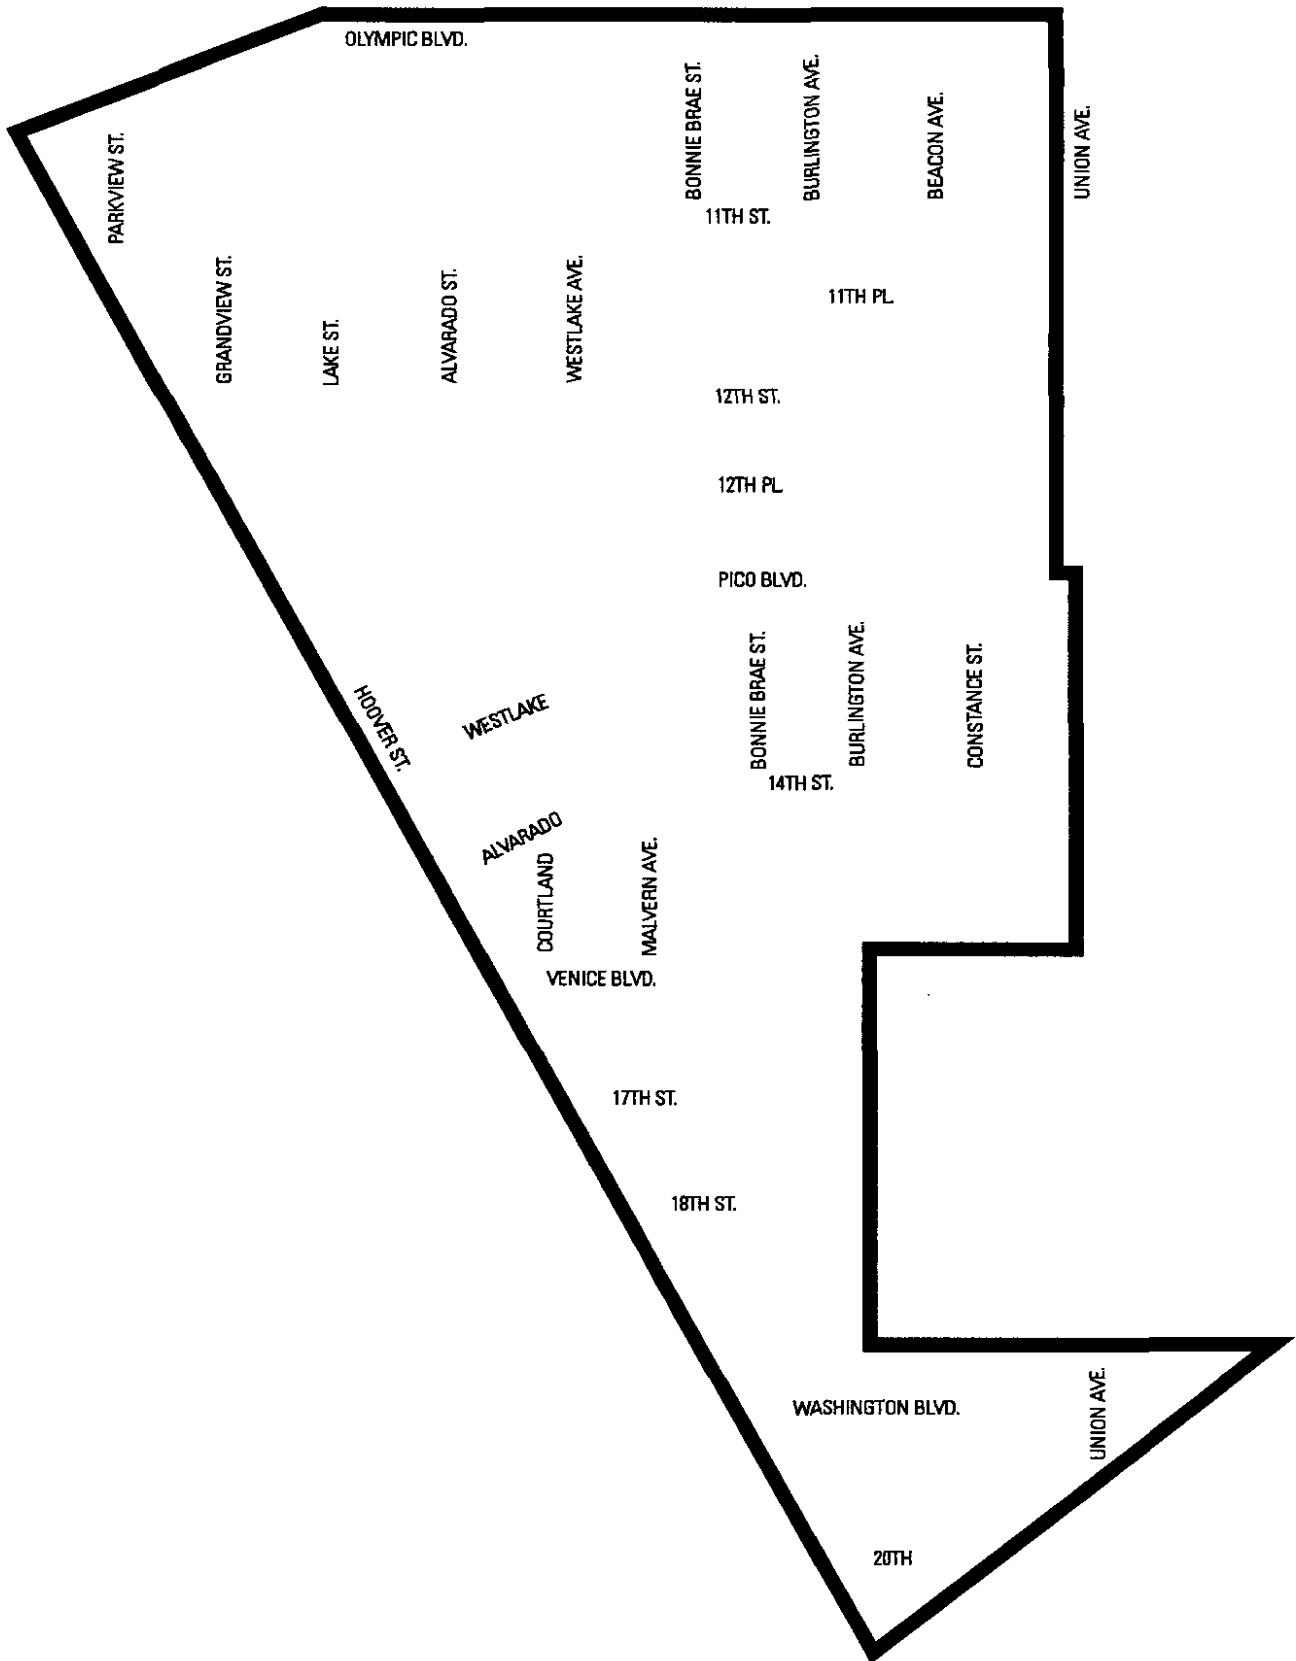 OLYMPIC BLVD.
PARKVIEW ST.
BONNIE BRAE ST.
BURLINGTON AVE.
BEACON AVE.
UNION AVE.
11TH ST.
GRANDVIEW ST.
LAKE ST.
ALVARADO ST.
WESTLAKE AVE.
11TH PL.
12TH ST.
12TH PL.
PICO BLVD.
HOOVER ST.
WESTLAKE
BONNIE BRAE ST.
BURLINGTON AVE.
CONSTANCE ST.
14TH ST.
ALVARADO
COURTLAND
MALVERN AVE.
VENICE BLVD.
17TH ST.
18TH ST.
WASHINGTON BLVD.
UNION AVE.
20TH